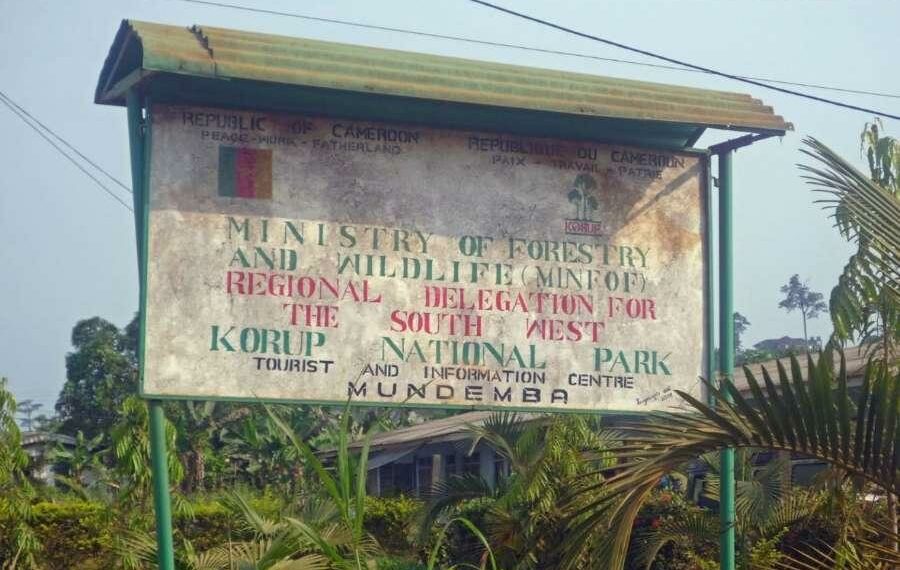 REPUBLIC OF CAMEROON
PEACE-WORK-FATHERLAND
REPUBLIQUE DU CAMEROON
PAIX-TRAVAIL-PATRIE
KORUP
MINISTRY OF FORESTRY
AND WILDLIFE (MINFOF)
REGIONAL DELEGATION FOR
THE SOUTH WEST
KORUP NATIONAL PARK
TOURIST AND INFORMATION CENTRE
MUNDEMBA